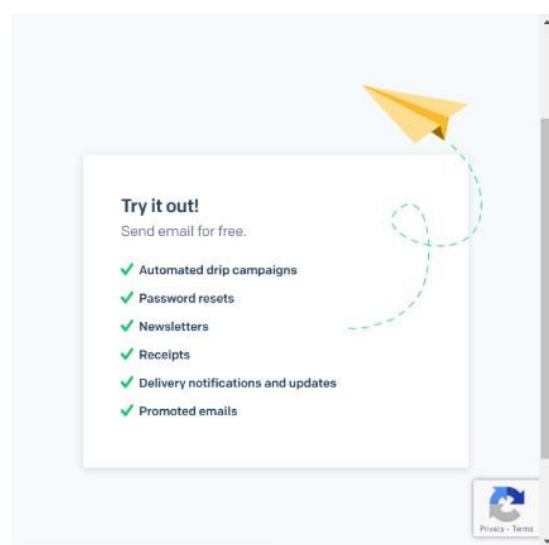 Try it out!
Send email for free.
Automated drip campaigns
Password resets
Newsletters
Receipts
Delivery notifications and updates
Promoted emails
Privacy - Terms